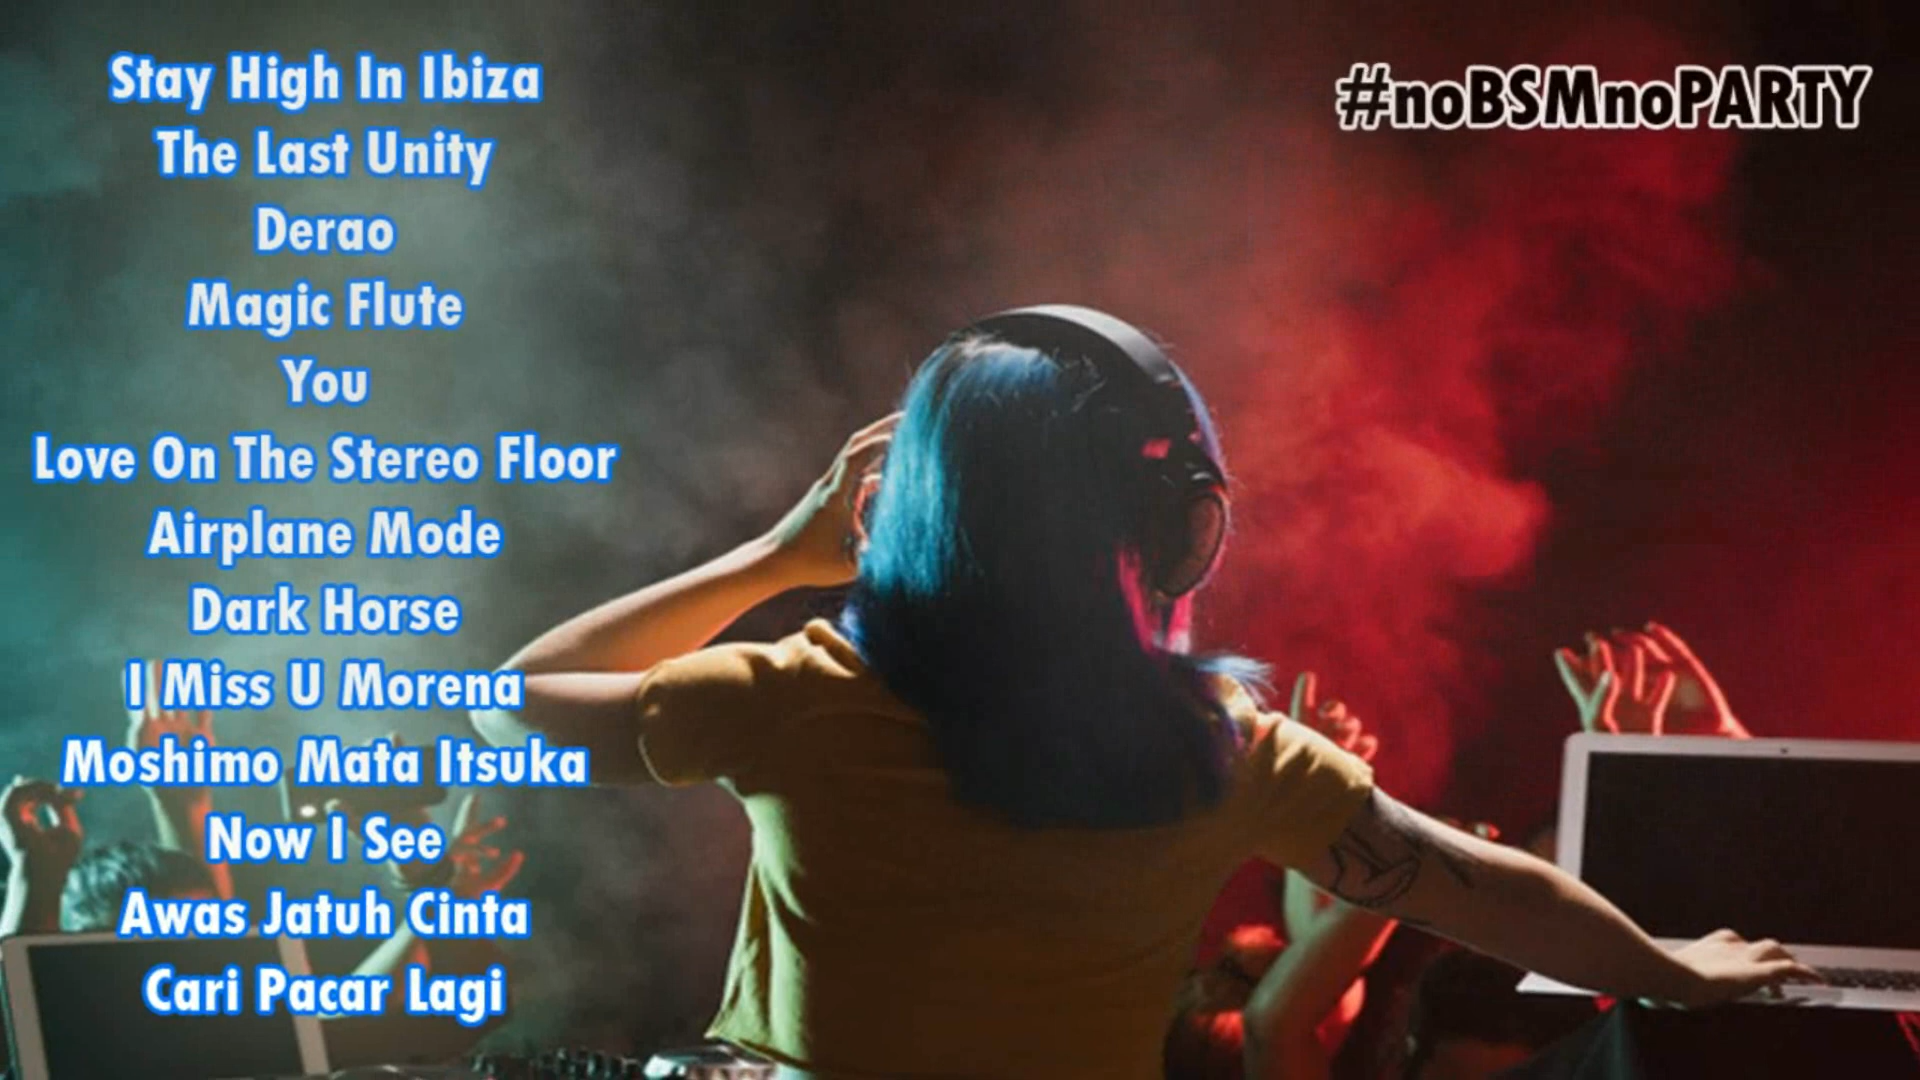 Stay High In Ibiza
The Last Unity
Derao
Magic Flute
You
Love On The Stereo Floor
Airplane Mode
Dark Horse
I Miss U Morena
Moshimo Mata Itsuka
Now I See
Awas Jatuh Cinta
Cari Pacar Lagi
#noBSMnoPARTY